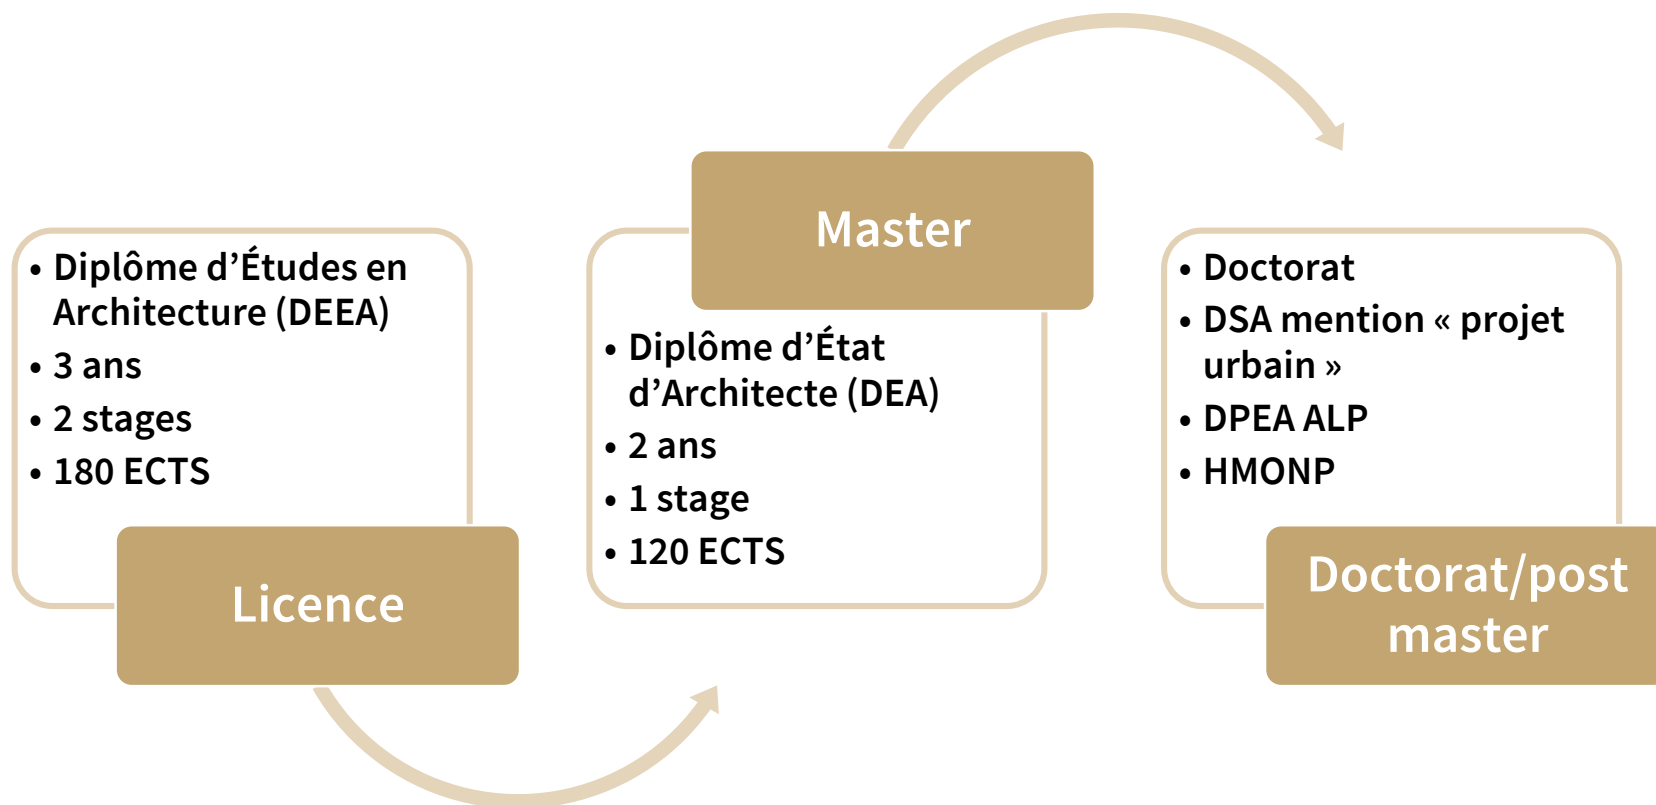 • Diplôme d’Études en
Architecture (DEEA)
• 3 ans
• 2 stages
• 180 ECTS
Licence
Master
• Diplôme d’État
d’Architecte (DEA)
• 2 ans
• 1 stage
• 120 ECTS
• Doctorat
• DSA mention « projet
urbain »
• DPEA ALP
• HMONP
Doctorat/post
master